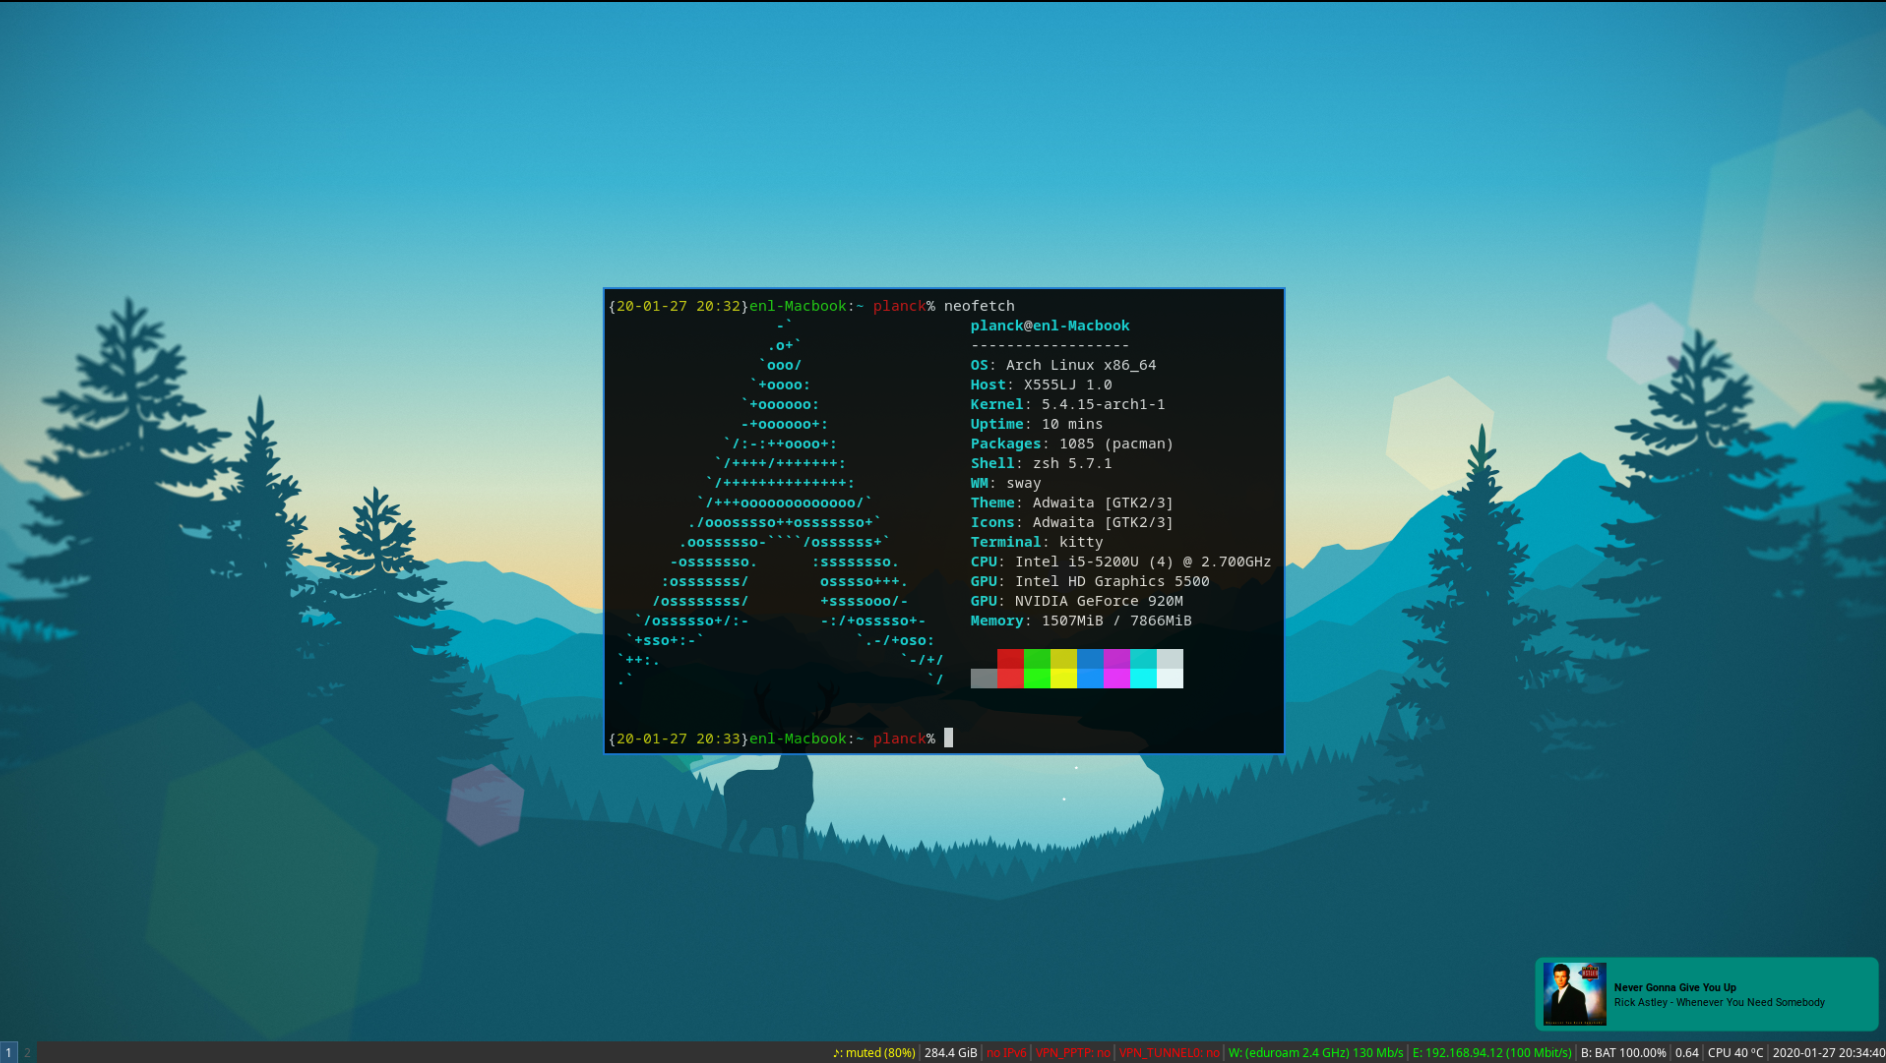 {20-01-27 20:32}enl-Macbook:~ planck% neofetch
-`
.o+`
`ooo/
`+oooo:
`+oooooo:
-+oooooo+:
`/:-:++oooo+:
`/++++/+++++++:
`/++++++++++++++:
`/+++ooooooooooooo/`
./ooosssso++osssssso+`
.oossssso-````/ossssss+`
-osssssso.      :ssssssso.
:osssssss/        osssso+++.
/ossssssss/        +ssssooo/-
`/ossssso+/:-        -:/+osssso+-
`+sso+:-`                 `.-/+oso:
`++:.                           `-/+/
.`                                 `/
planck@enl-Macbook
------------------
OS: Arch Linux x86_64
Host: X555LJ 1.0
Kernel: 5.4.15-arch1-1
Uptime: 10 mins
Packages: 1085 (pacman)
Shell: zsh 5.7.1
WM: sway
Theme: Adwaita [GTK2/3]
Icons: Adwaita [GTK2/3]
Terminal: kitty
CPU: Intel i5-5200U (4) @ 2.700GHz
GPU: Intel HD Graphics 5500
GPU: NVIDIA GeForce 920M
Memory: 1507MiB / 7866MiB
{20-01-27 20:33}enl-Macbook:~ planck%
Never Gonna Give You Up
Rick Astley - Whenever You Need Somebody
1 2 ♪: muted (80%) 284.4 GiB no IPv6 VPN_PPTP: no VPN_TUNNEL0: no W: (eduroam 2.4 GHz) 130 Mb/s E: 192.168.94.12 (100 Mbit/s) B: BAT 100.00% 0.64 CPU 40 °C 2020-01-27 20:34:40